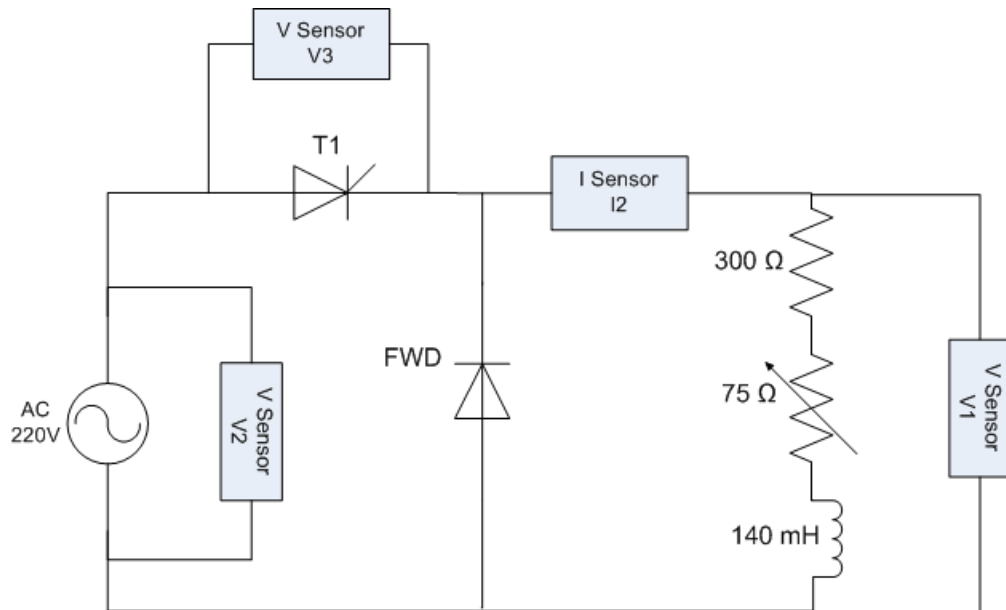 V Sensor
V3
T1
I Sensor
I2
300 Ω
FWD
75 Ω
AC
220V
V Sensor
V2
V Sensor
V1
140 mH